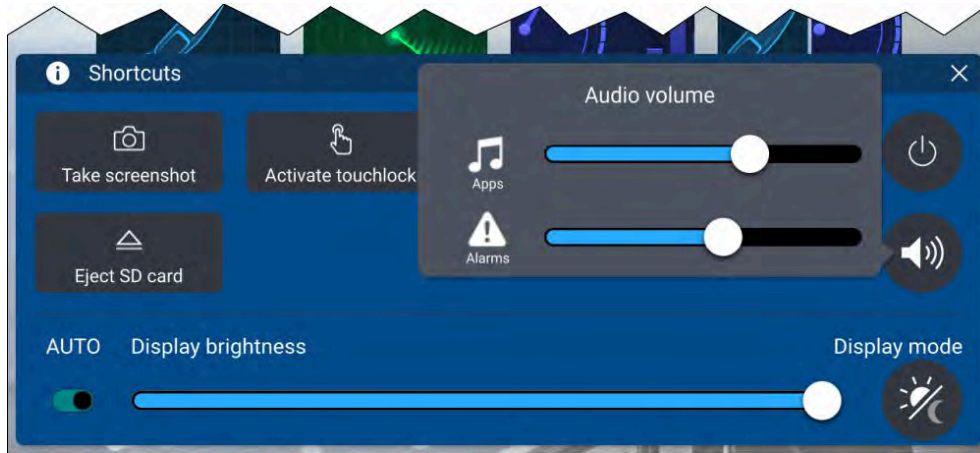 Shortcuts
Audio volume
Take screenshot
Activate touchlock
Apps
Eject SD card
Alarms
AUTO
Display brightness
Display mode